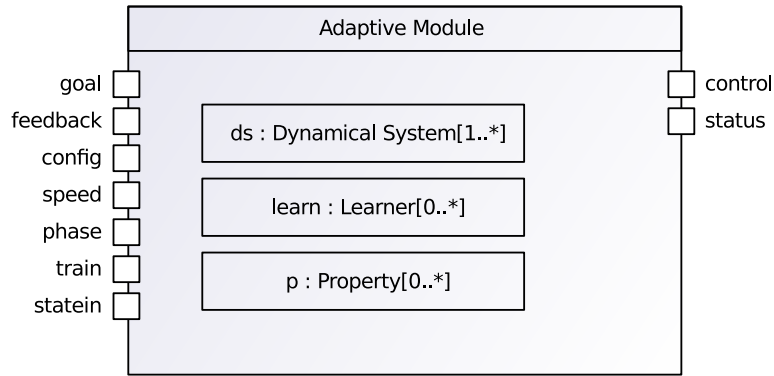 Adaptive Module
goal
feedback
config
speed
phase
train
statein
ds : Dynamical System[1..*]
learn : Learner[0..*]
p : Property[0..*]
control
status